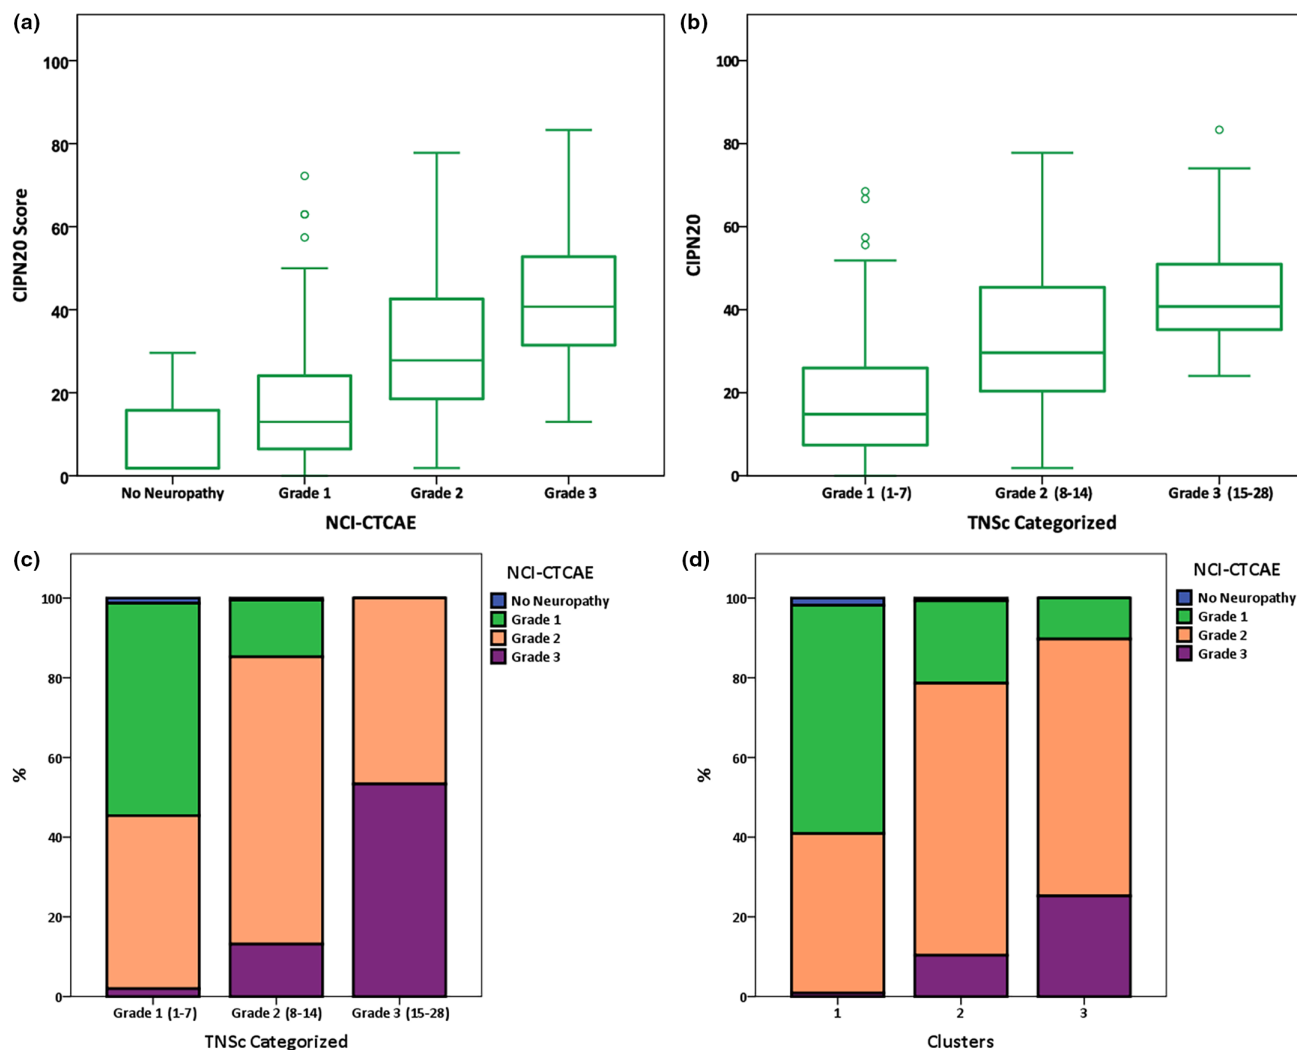 (a)
CIPN20 Score
100
80
60
40
20
0
No Neuropathy Grade 1 Grade 2 Grade 3
NCI-CTCAE
(b)
CIPN20
100
80
60
40
20
0
Grade 1 (1-7) Grade 2 (8-14) Grade 3 (15-28)
TNSc Categorized
(c)
%
100
80
60
40
20
0
Grade 1 (1-7) Grade 2 (8-14) Grade 3 (15-28)
TNSc Categorized
NCI-CTCAE
No Neuropathy
Grade 1
Grade 2
Grade 3
(d)
%
100
80
60
40
20
0
1 2 3
Clusters
NCI-CTCAE
No Neuropathy
Grade 1
Grade 2
Grade 3